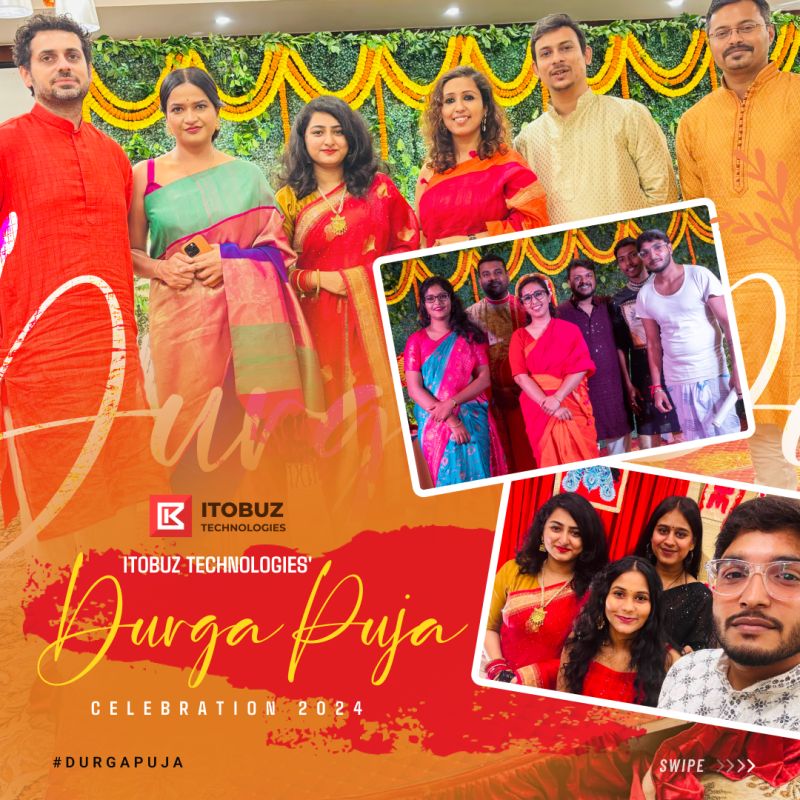 ITOBUZ
TECHNOLOGIES
ITOBUZ TECHNOLOGIES'
Durga Puja
CELEBRATION 2024
#DURGAPUJA
SWIPE